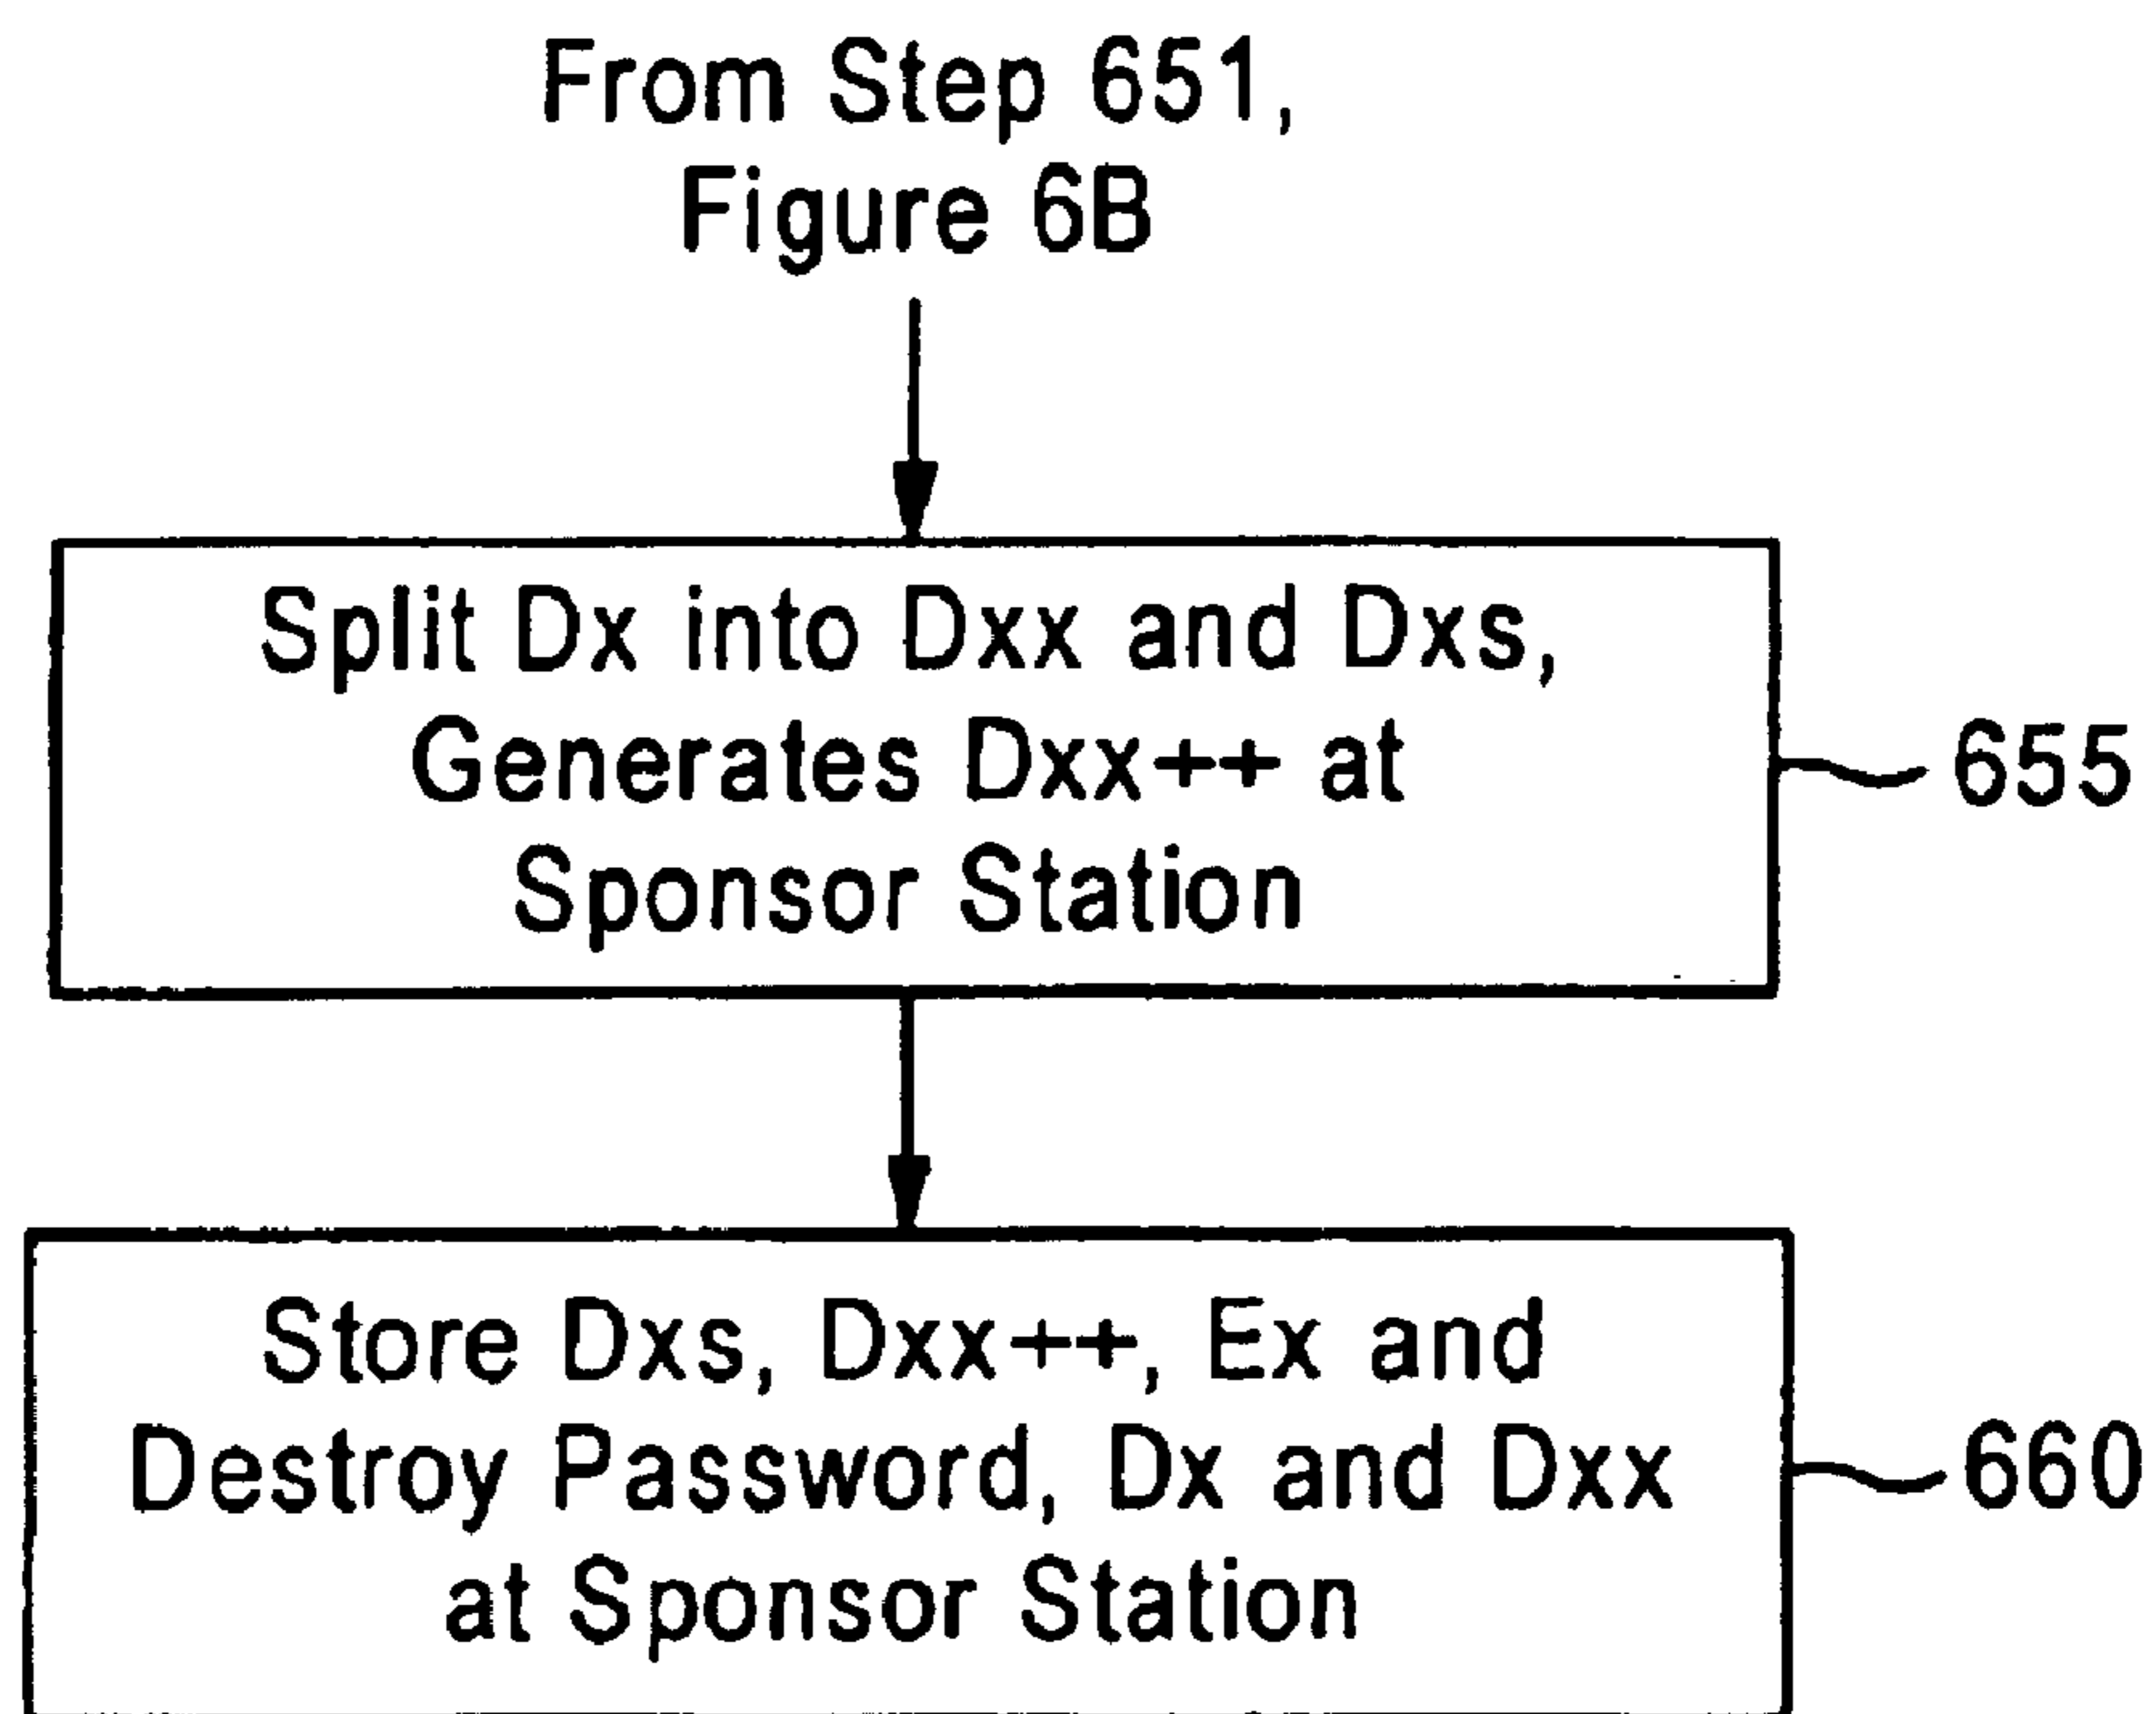 From Step 651,
Figure 6B
Split Dx into Dxx and Dxs,
Generates Dxx++ at
Sponsor Station
655
Store Dxs, Dxx++, Ex and
Destroy Password, Dx and Dxx
at Sponsor Station
660